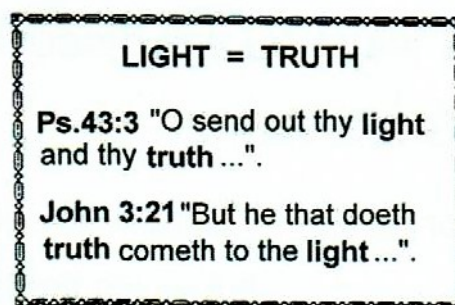 LIGHT = TRUTH
Ps.43:3 "O send out thy light
and thy truth ...".
John 3:21 "But he that doeth
truth cometh to the light ...".